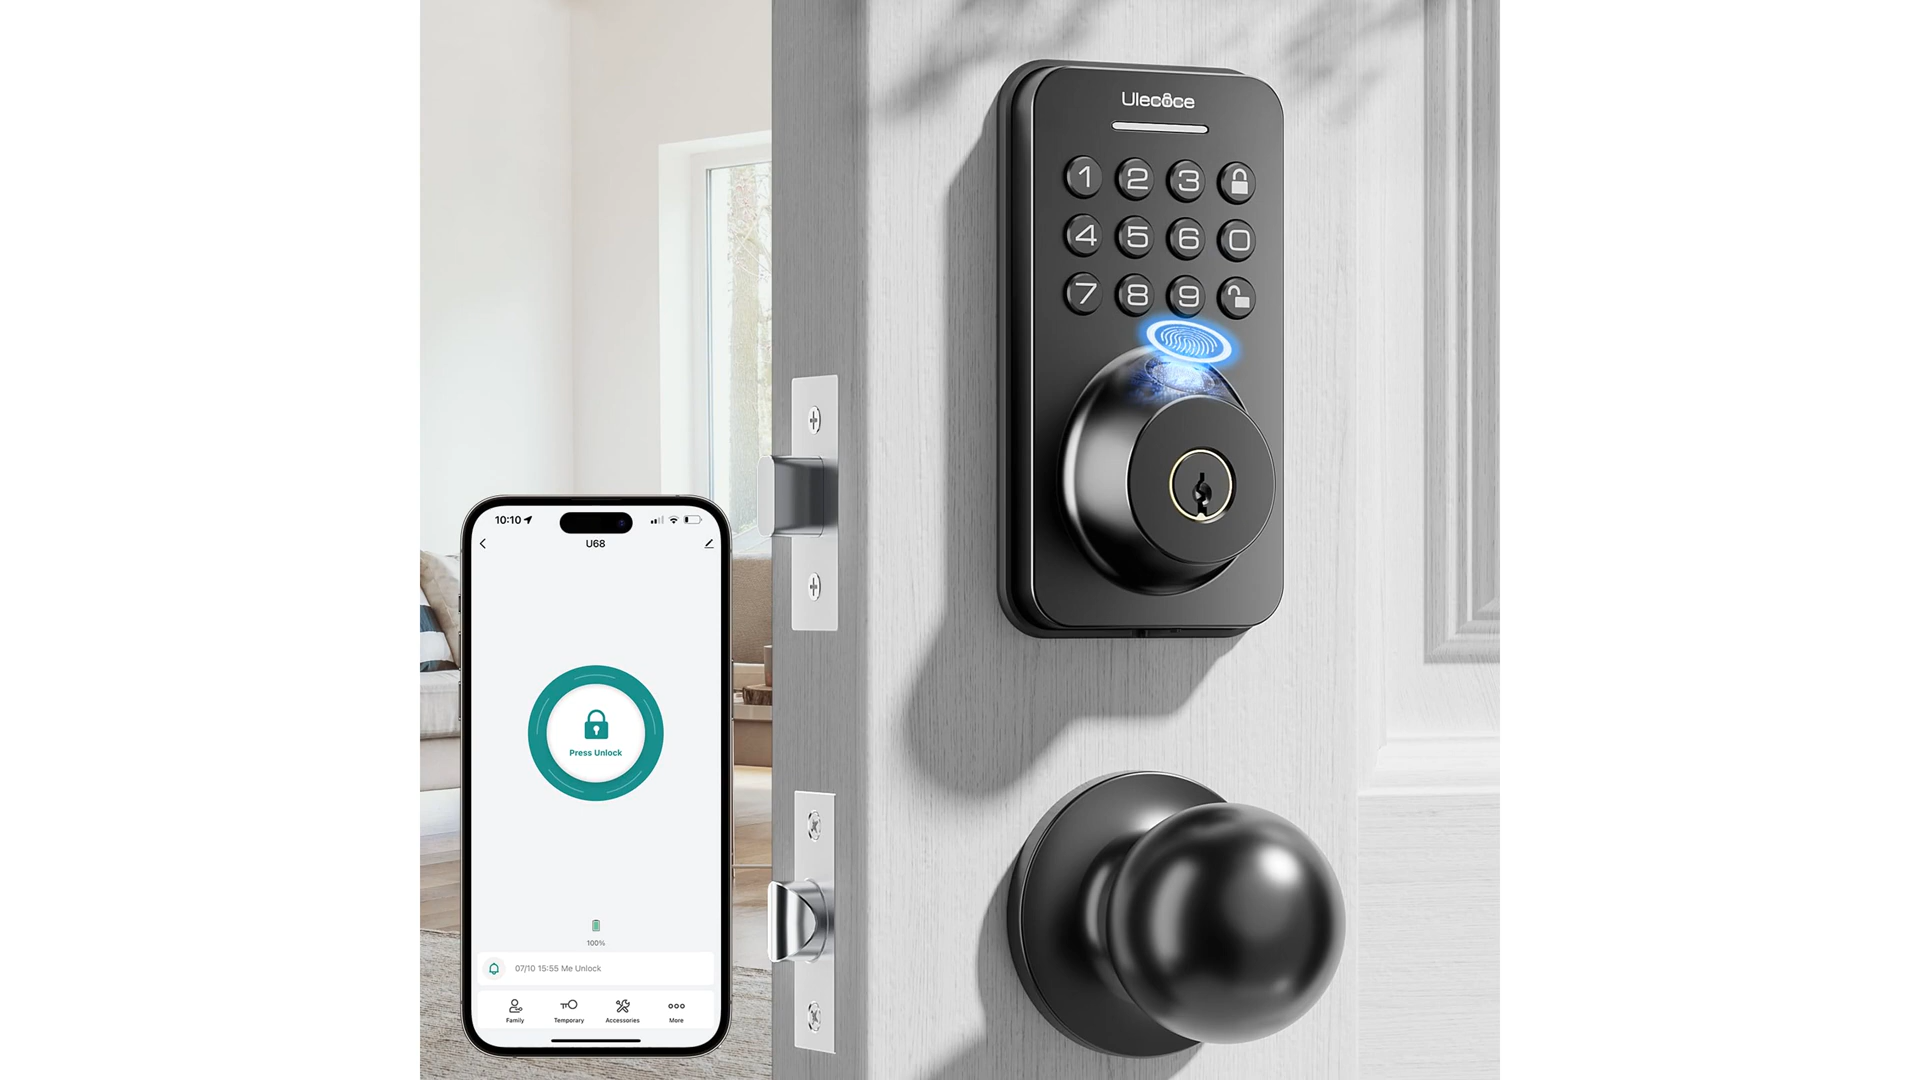 Ulecoce
1 2 3
4 5 6 0
7 8 9
10:10
U68
Press Unlock
100%
07/10 15:55 Me Unlock
Family Temporary Accessories More